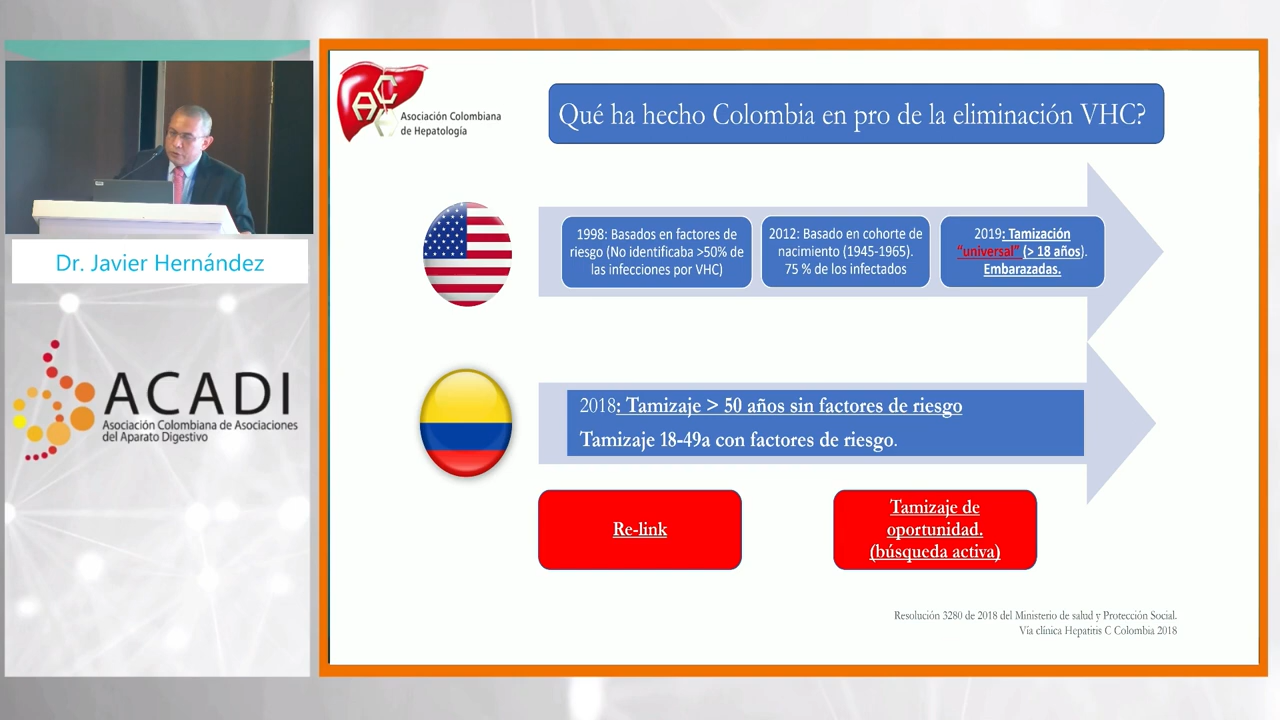 Asociación Colombiana
de Hepatología
Qué ha hecho Colombia en pro de la eliminación VHC?
1998: Basados en factores de
riesgo (No identificaba >50% de
las infecciones por VHC)
2012: Basado en cohorte de
nacimiento (1945-1965).
75 % de los infectados
2019: Tamización
“universal” (> 18 años).
Embarazadas.
Dr. Javier Hernández
ACADI
Asociación Colombiana de Asociaciones
del Aparato Digestivo
2018: Tamizaje > 50 años sin factores de riesgo
Tamizaje 18-49a con factores de riesgo.
Re-link
Tamizaje de
oportunidad.
(búsqueda activa)
Resolución 3280 de 2018 del Ministerio de salud y Protección Social.
Vía clínica Hepatitis C Colombia 2018